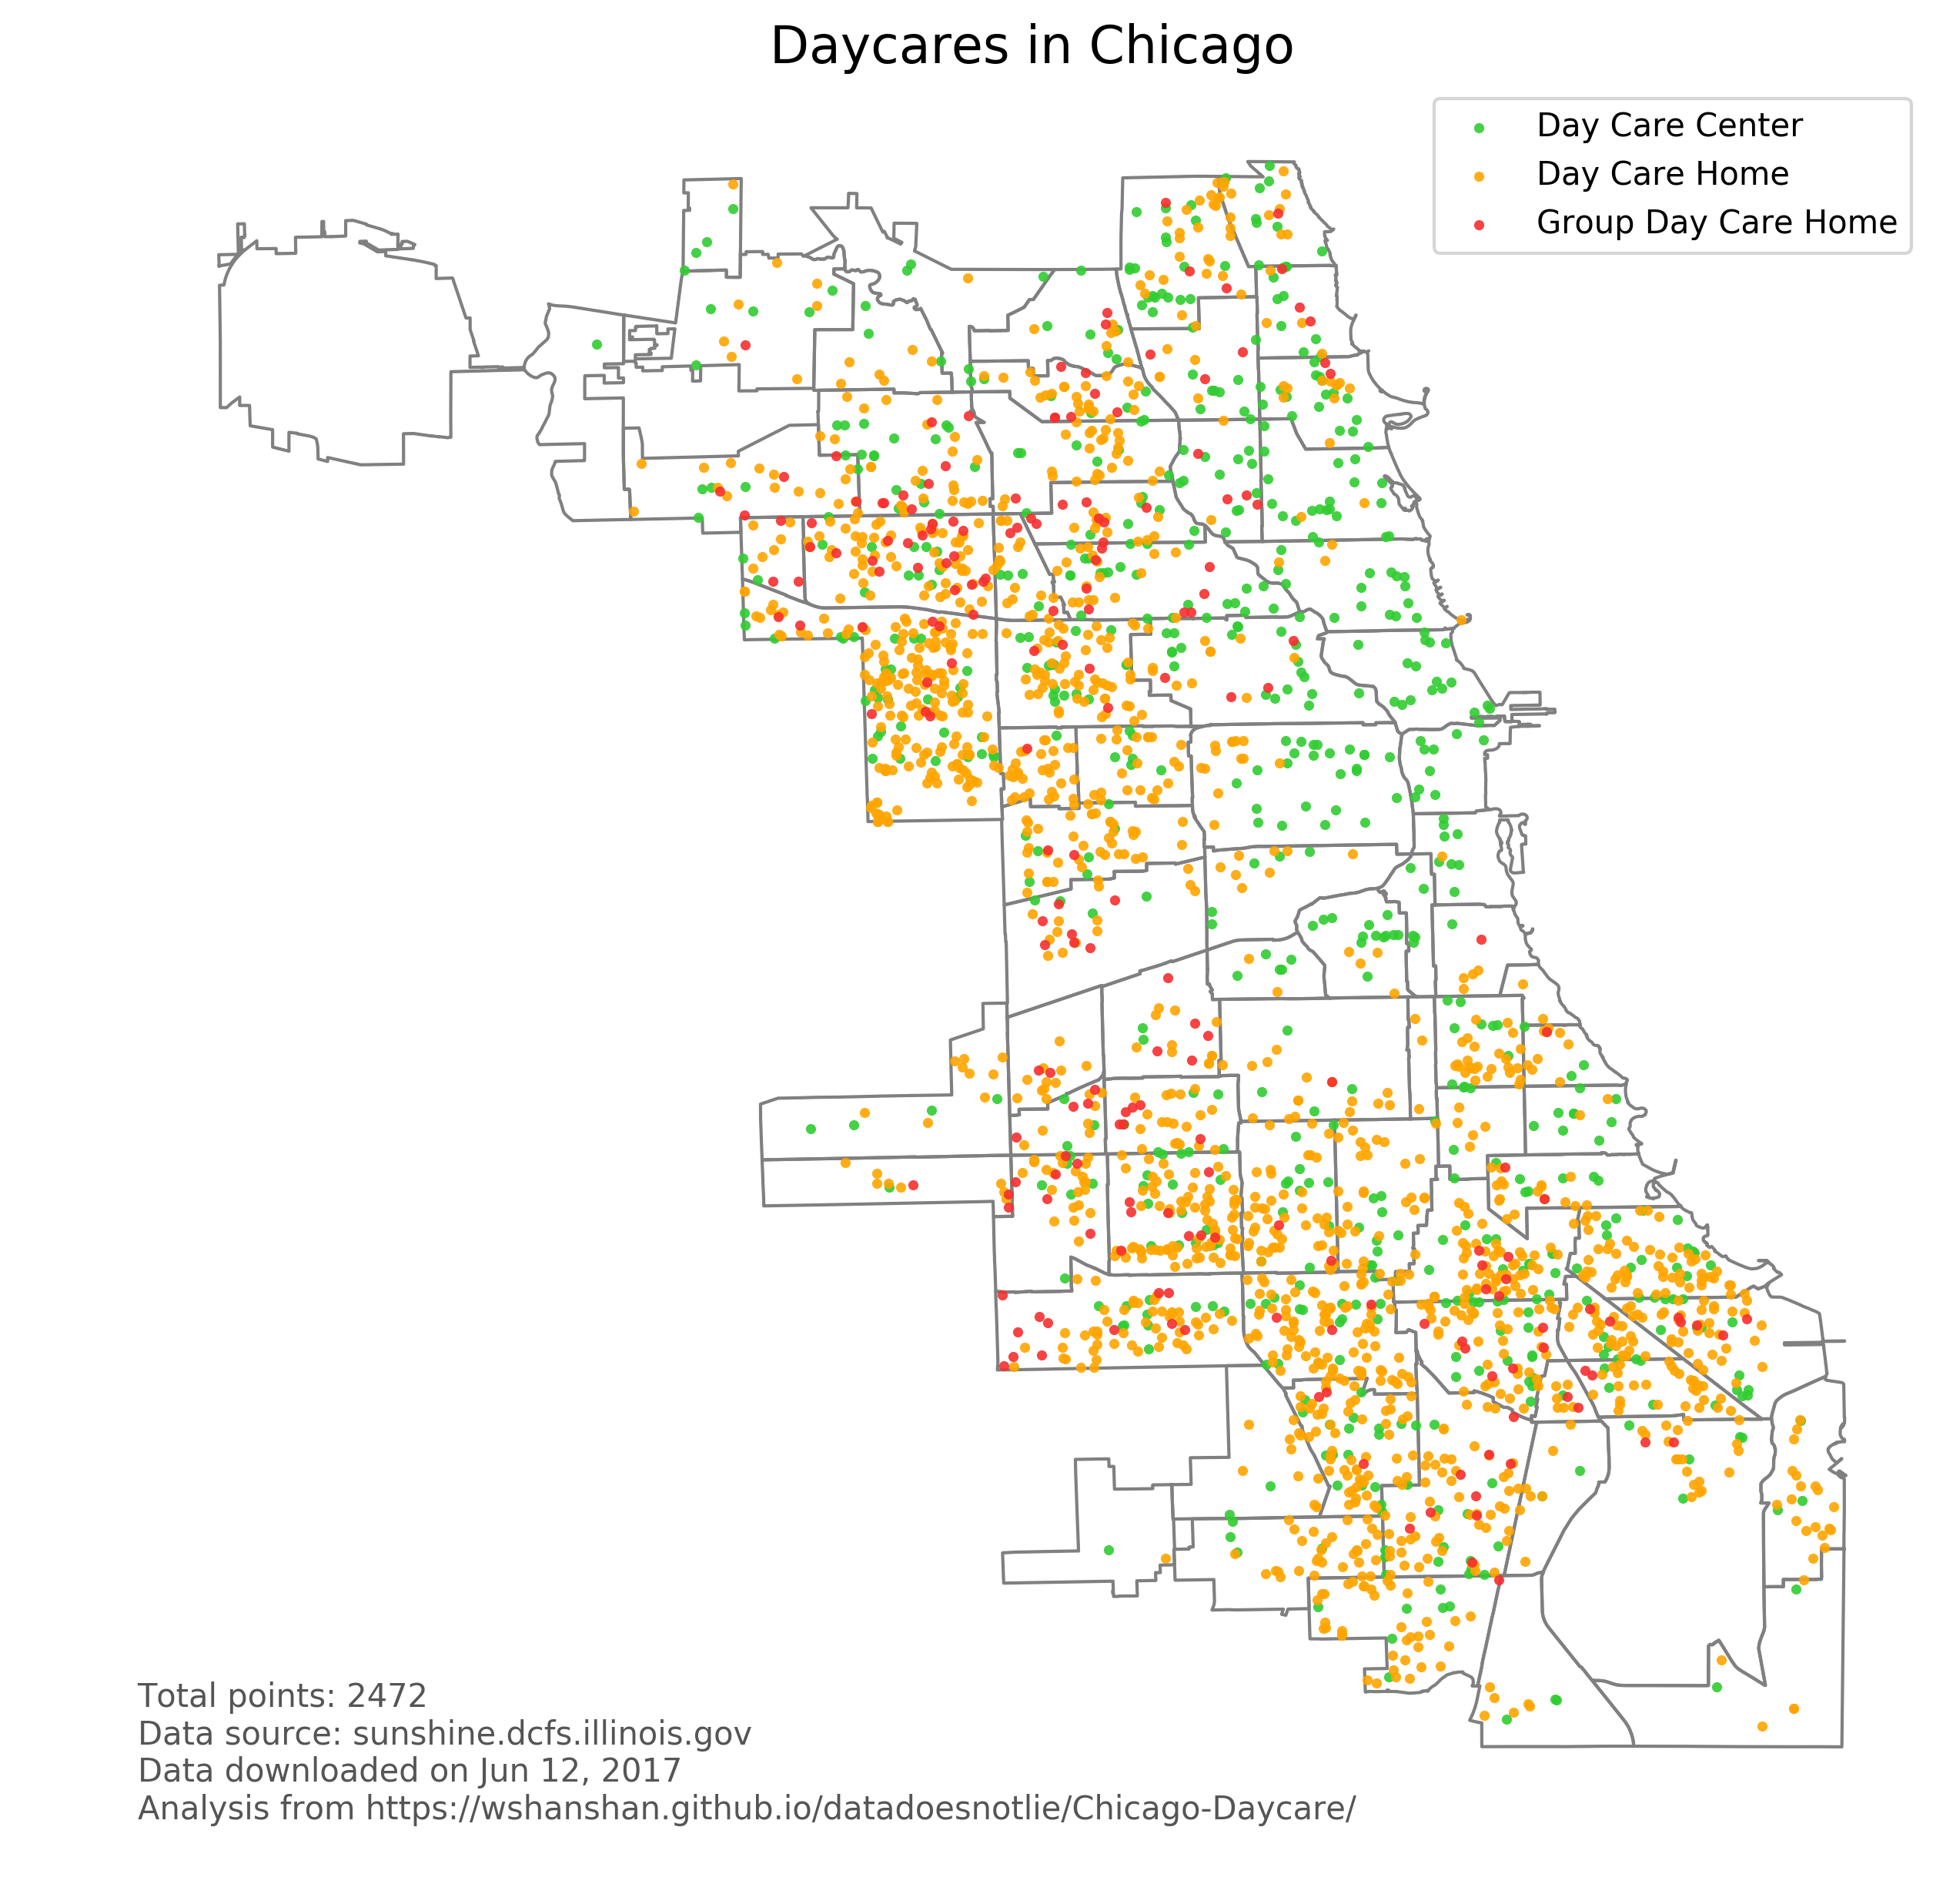 Daycares in Chicago
Day Care Center
Day Care Home
Group Day Care Home
Total points: 2472
Data source: sunshine.dcfs.illinois.gov
Data downloaded on Jun 12, 2017
Analysis from https://wshanshan.github.io/datadoesnotlie/Chicago-Daycare/